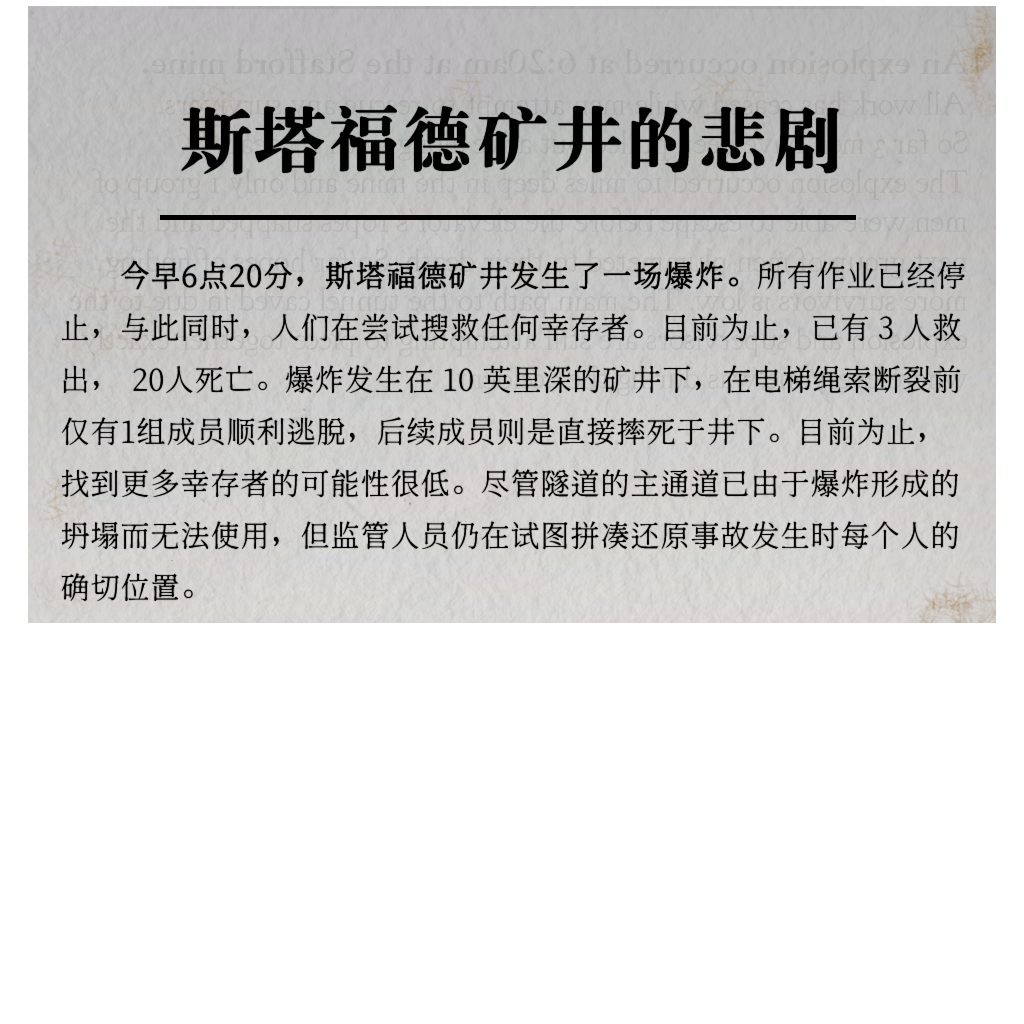 斯塔福德矿井的悲剧
今早6点20分，斯塔福德矿井发生了一场爆炸。所有作业已经停
止，与此同时，人们在尝试搜救任何幸存者。目前为止，已有 3 人救
出， 20人死亡。爆炸发生在 10 英里深的矿井下，在电梯绳索断裂前
仅有1组成员顺利逃脱，后续成员则是直接摔死于井下。目前为止，
找到更多幸存者的可能性很低。尽管隧道的主通道已由于爆炸形成的
坍塌而无法使用，但监管人员仍在试图拼凑还原事故发生时每个人的
确切位置。